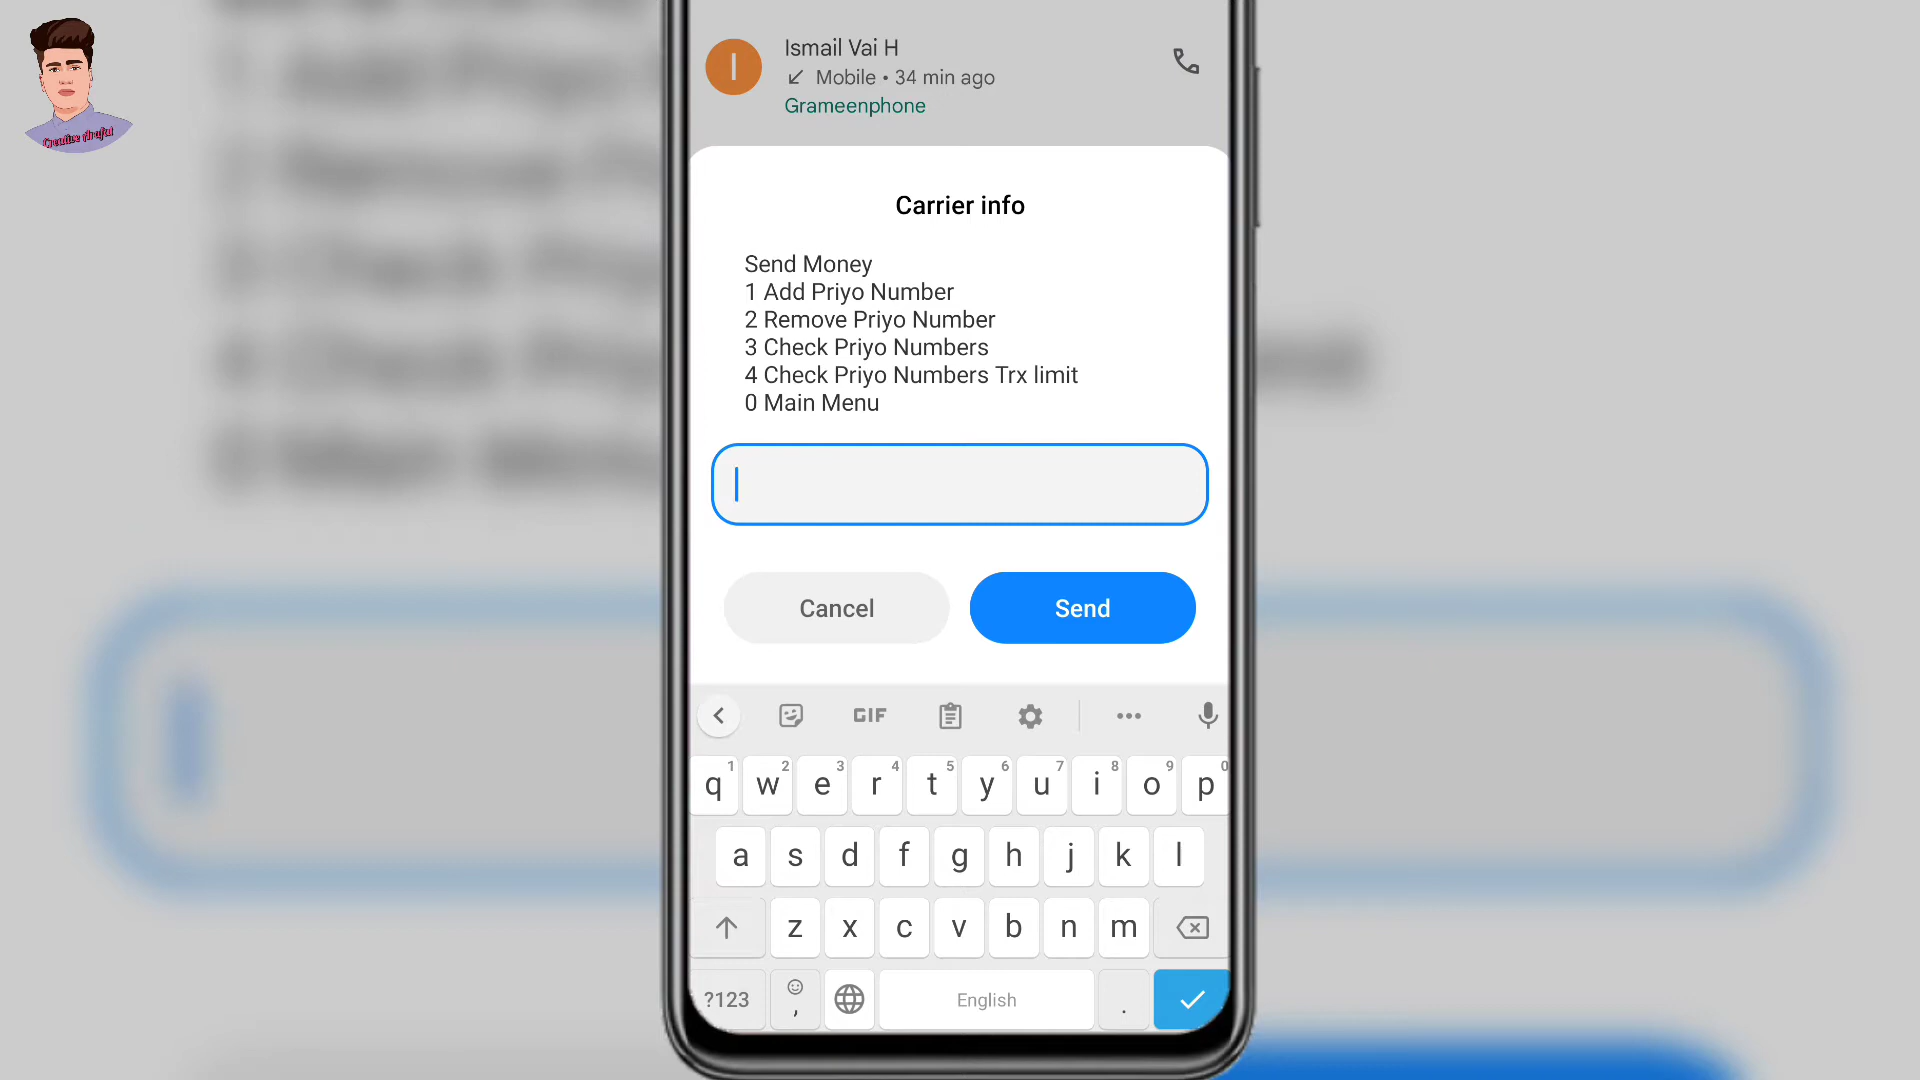 Creative Arafat
I
Ismail Vai H
Mobile • 34 min ago
Grameenphone
Carrier info
Send Money
1 Add Priyo Number
2 Remove Priyo Number
3 Check Priyo Numbers
4 Check Priyo Numbers Trx limit
0 Main Menu
Cancel
Send
GIF
q1 w2 e3 r4 t5 y6 u7 i8 o9 p0
a s d f g h j k l
z x c v b n m
?123 , English .